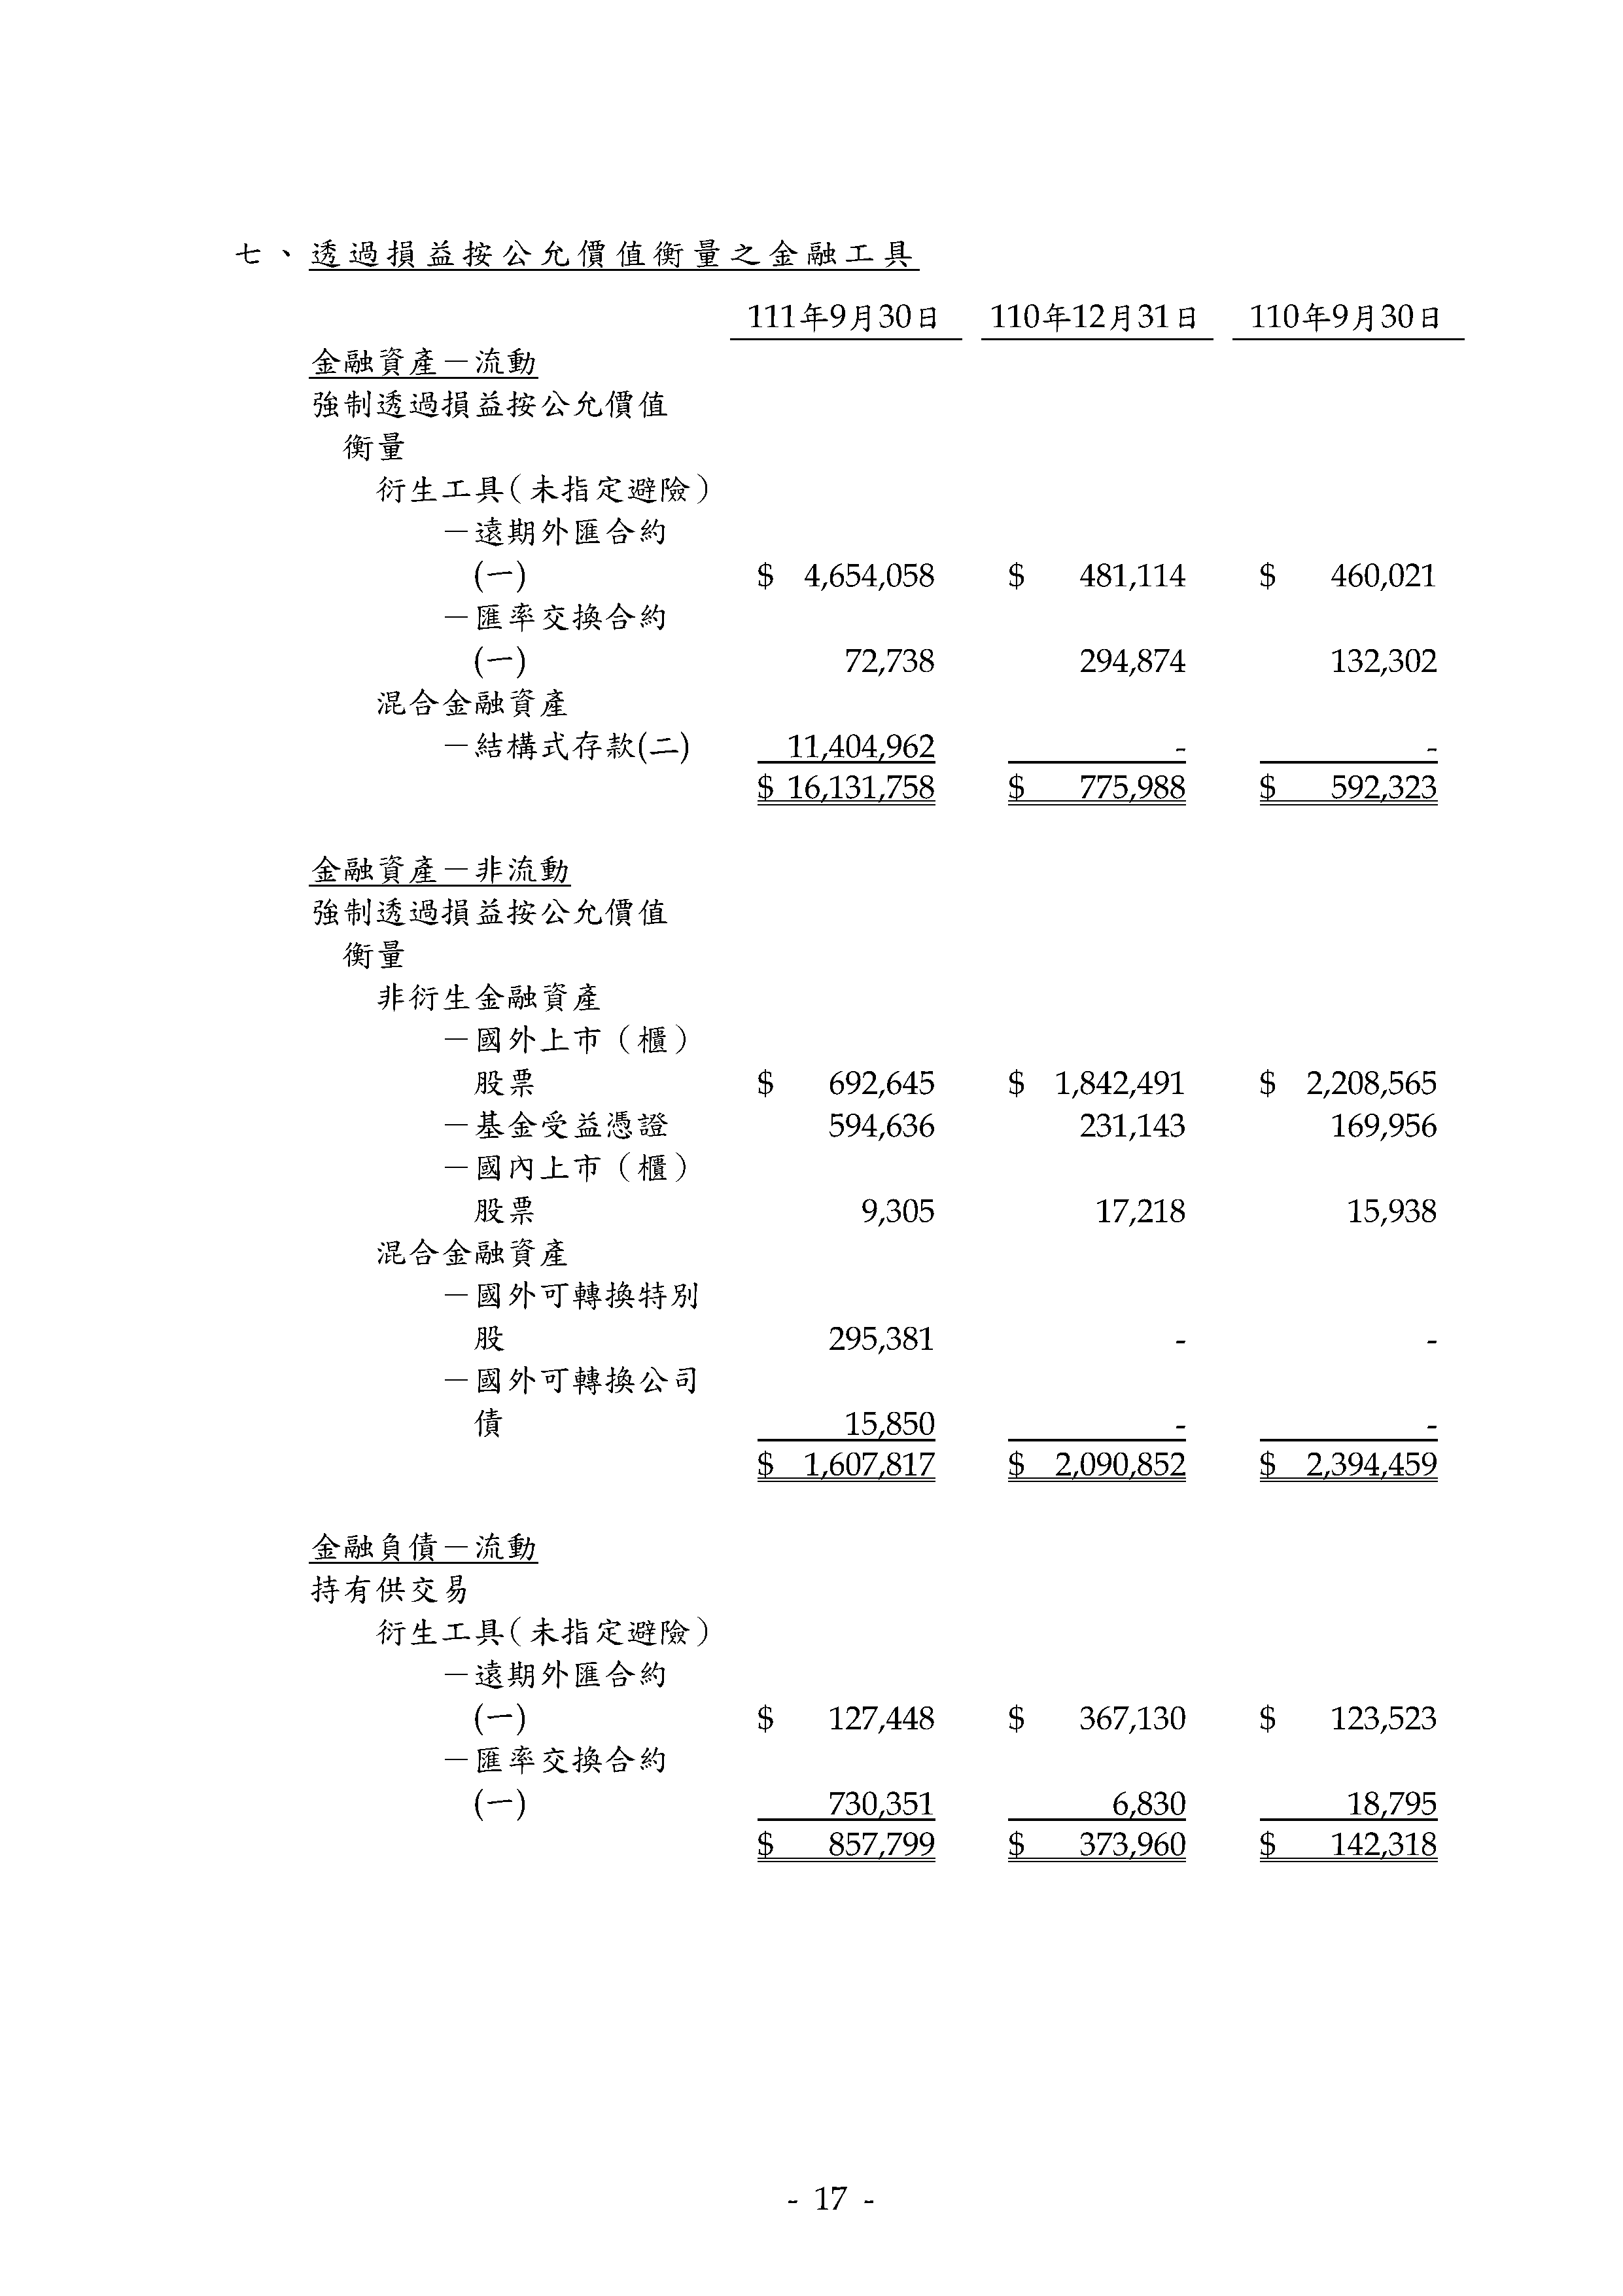 七、透過損益按公允價值衡量之金融工具
111年9月30日 110年12月31日 110年9月30日
金融資產－流動
強制透過損益按公允價值
衡量
衍生工具（未指定避險）
－遠期外匯合約
(一) $ 4,654,058 $ 481,114 $ 460,021
－匯率交換合約
(一) 72,738 294,874 132,302
混合金融資產
－結構式存款(二) 11,404,962 - -
$ 16,131,758 $ 775,988 $ 592,323
金融資產－非流動
強制透過損益按公允價值
衡量
非衍生金融資產
－國外上市（櫃）
股票 $ 692,645 $ 1,842,491 $ 2,208,565
－基金受益憑證 594,636 231,143 169,956
－國內上市（櫃）
股票 9,305 17,218 15,938
混合金融資產
－國外可轉換特別
股 295,381 - -
－國外可轉換公司
債 15,850 - -
$ 1,607,817 $ 2,090,852 $ 2,394,459
金融負債－流動
持有供交易
衍生工具（未指定避險）
－遠期外匯合約
(一) $ 127,448 $ 367,130 $ 123,523
－匯率交換合約
(一) 730,351 6,830 18,795
$ 857,799 $ 373,960 $ 142,318
- 17 -